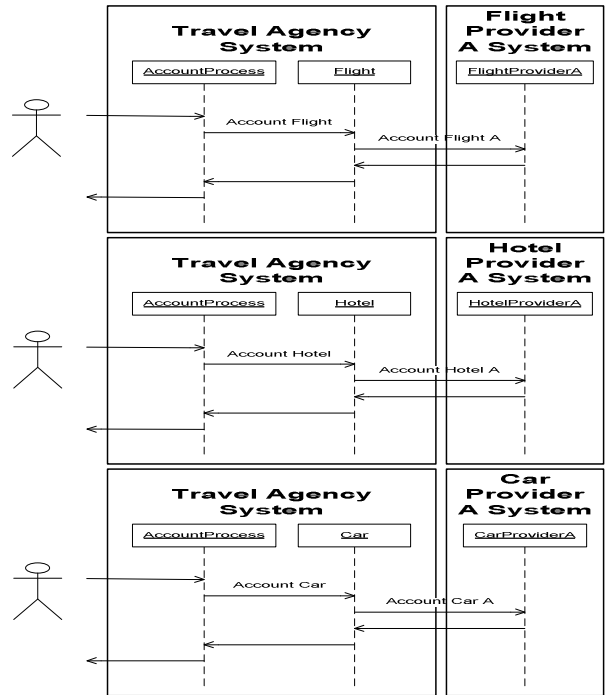 Travel Agency
System
Flight
Provider
A System
AccountProcess
Flight
FlightProviderA
Account Flight
Account Flight A
Travel Agency
System
Hotel
Provider
A System
AccountProcess
Hotel
HotelProviderA
Account Hotel
Account Hotel A
Travel Agency
System
Car
Provider
A System
AccountProcess
Car
CarProviderA
Account Car
Account Car A